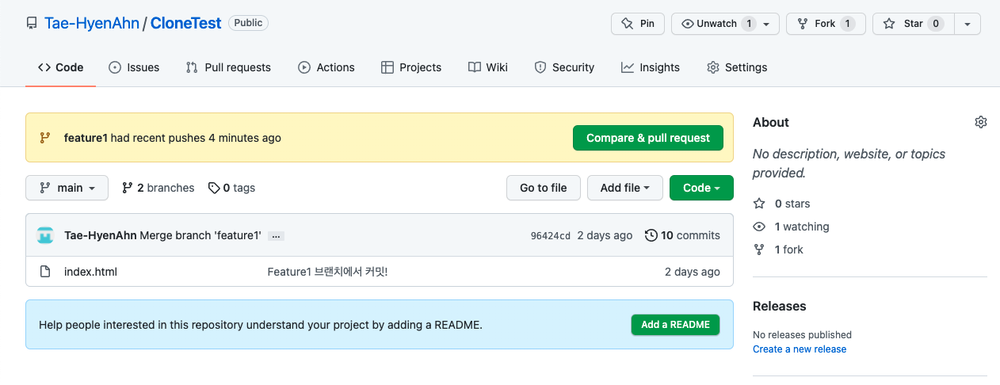 Tae-HyenAhn / CloneTest Public
Pin Unwatch 1 Fork 1 Star 0
Code Issues Pull requests Actions Projects Wiki Security Insights Settings
feature1 had recent pushes 4 minutes ago Compare & pull request
main 2 branches 0 tags Go to file Add file Code
Tae-HyenAhn Merge branch 'feature1' ... 96424cd 2 days ago 10 commits
index.html Feature1 브랜치에서 커밋! 2 days ago
Help people interested in this repository understand your project by adding a README. Add a README
About
No description, website, or topics
provided.
0 stars
1 watching
1 fork
Releases
No releases published
Create a new release